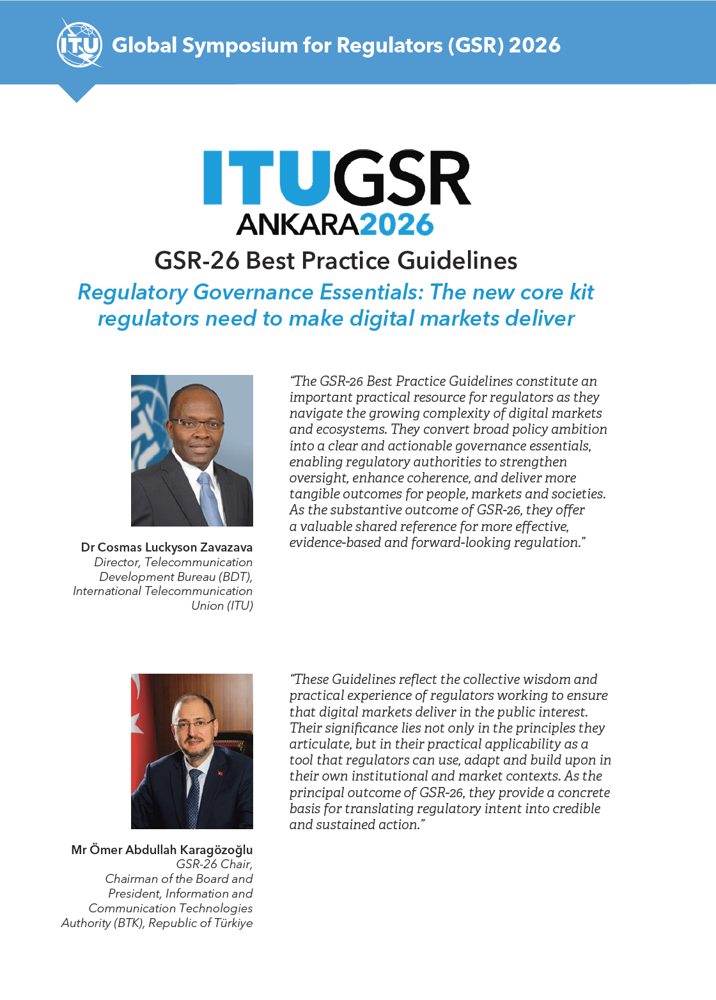 ITU
Global Symposium for Regulators (GSR) 2026
ITUGSR
ANKARA2026
GSR-26 Best Practice Guidelines
Regulatory Governance Essentials: The new core kit
regulators need to make digital markets deliver
“The GSR-26 Best Practice Guidelines constitute an
important practical resource for regulators as they
navigate the growing complexity of digital markets
and ecosystems. They convert broad policy ambition
into a clear and actionable governance essentials,
enabling regulatory authorities to strengthen
oversight, enhance coherence, and deliver more
tangible outcomes for people, markets and societies.
As the substantive outcome of GSR-26, they offer
a valuable shared reference for more effective,
evidence-based and forward-looking regulation.”
Dr Cosmas Luckyson Zavazava
Director, Telecommunication
Development Bureau (BDT),
International Telecommunication
Union (ITU)
“These Guidelines reflect the collective wisdom and
practical experience of regulators working to ensure
that digital markets deliver in the public interest.
Their significance lies not only in the principles they
articulate, but in their practical applicability as a
tool that regulators can use, adapt and build upon in
their own institutional and market contexts. As the
principal outcome of GSR-26, they provide a concrete
basis for translating regulatory intent into credible
and sustained action.”
Mr Ömer Abdullah Karagözoğlu
GSR-26 Chair,
Chairman of the Board and
President, Information and
Communication Technologies
Authority (BTK), Republic of Türkiye